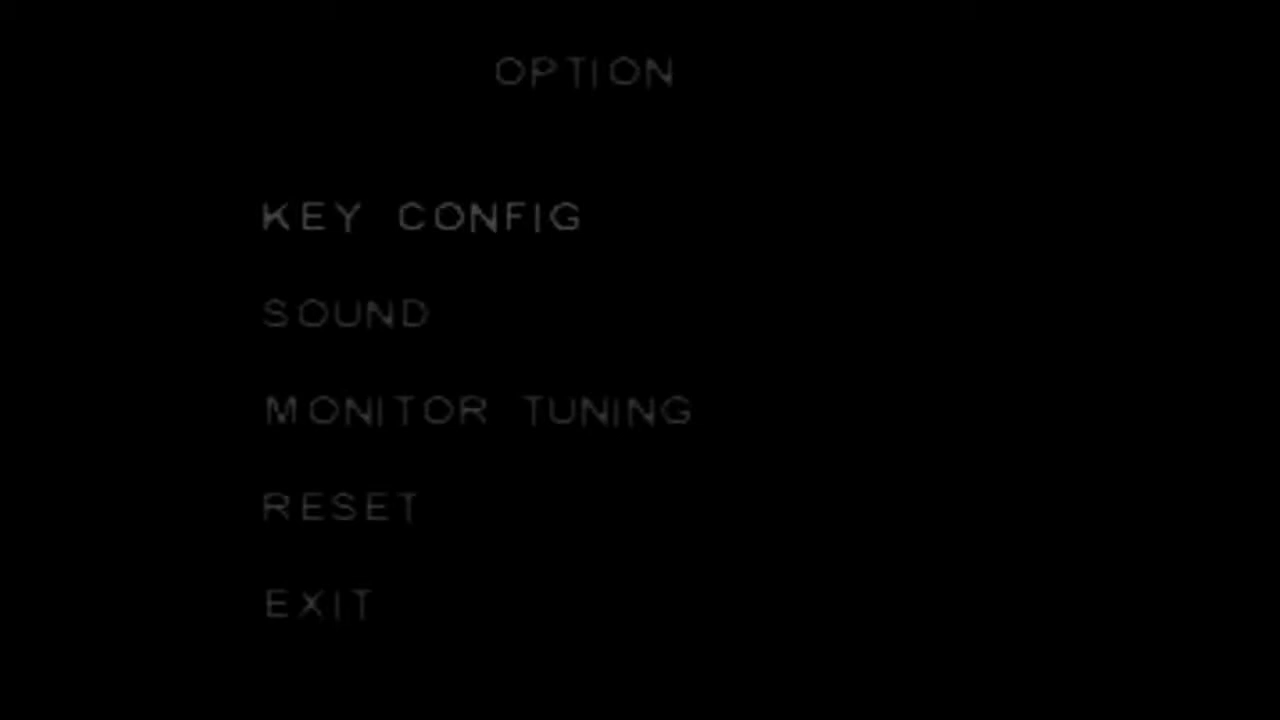 OPTION
KEY CONFIG
SOUND
MONITOR TUNING
RESET
EXIT